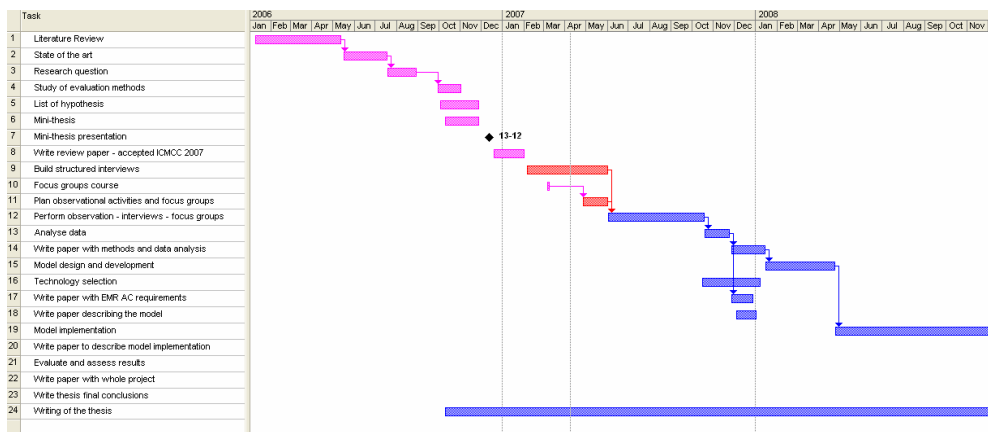 Task
2006 2007 2008
Jan Feb Mar Apr May Jun Jul Aug Sep Oct Nov Dec Jan Feb Mar Apr May Jun Jul Aug Sep Oct Nov Dec Jan Feb Mar Apr May Jun Jul Aug Sep Oct Nov
1 Literature Review
2 State of the art
3 Research question
4 Study of evaluation methods
5 List of hypothesis
6 Mini-thesis
7 Mini-thesis presentation 13-12
8 Write review paper - accepted ICMCC 2007
9 Build structured interviews
10 Focus groups course
11 Plan observational activities and focus groups
12 Perform observation - interviews - focus groups
13 Analyse data
14 Write paper with methods and data analysis
15 Model design and development
16 Technology selection
17 Write paper with EMR AC requirements
18 Write paper describing the model
19 Model implementation
20 Write paper to describe model implementation
21 Evaluate and assess results
22 Write paper with whole project
23 Write thesis final conclusions
24 Writing of the thesis